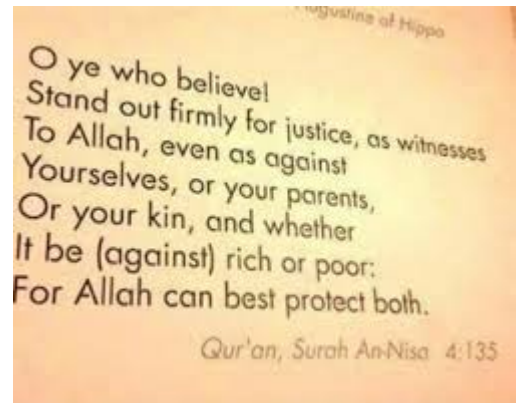 Augustine of Hippo
O ye who believe!
Stand out firmly for justice, as witnesses
To Allah, even as against
Yourselves, or your parents,
Or your kin, and whether
It be (against) rich or poor:
For Allah can best protect both.
Qur'an, Surah An-Nisa 4:135